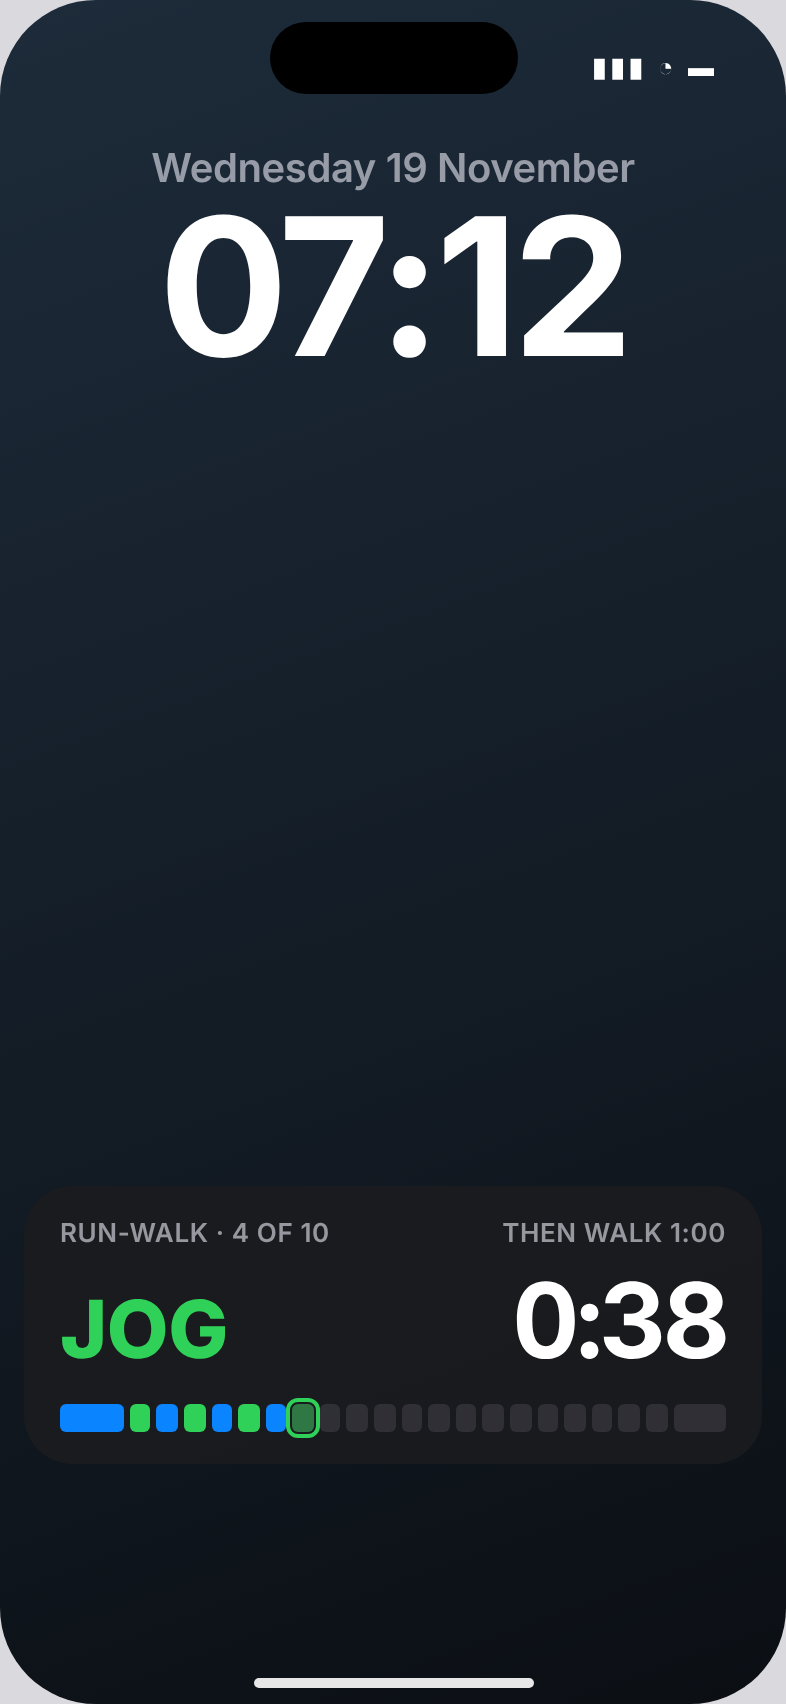 Wednesday 19 November
07:12
RUN-WALK · 4 OF 10
THEN WALK 1:00
JOG
0:38